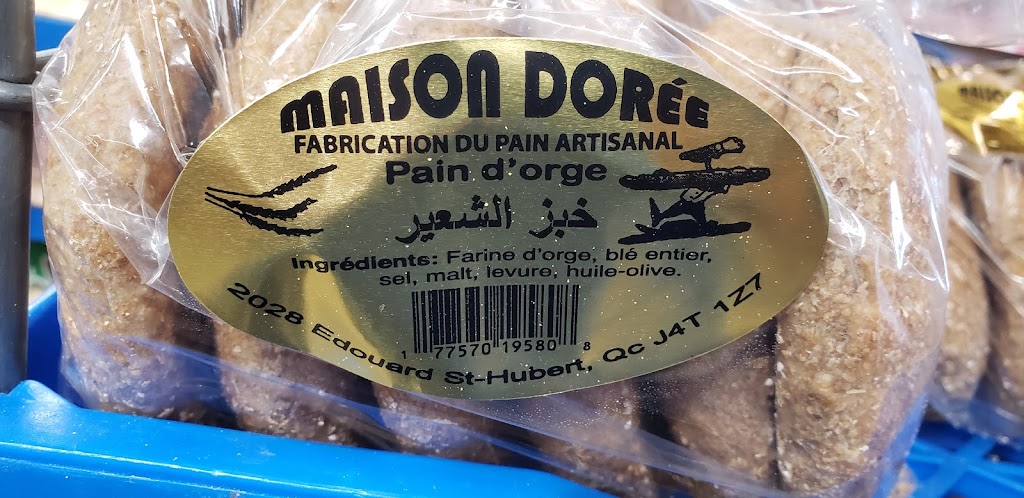 MAISON DORÉE
FABRICATION DU PAIN ARTISANAL
Pain d'orge
خبز الشعير
Ingrédients: Farine d'orge, blé entier,
sel, malt, levure, huile-olive.
1 77570 19580 8
2028 Edouard St-Hubert, Qc J4T 1Z7
MAISON